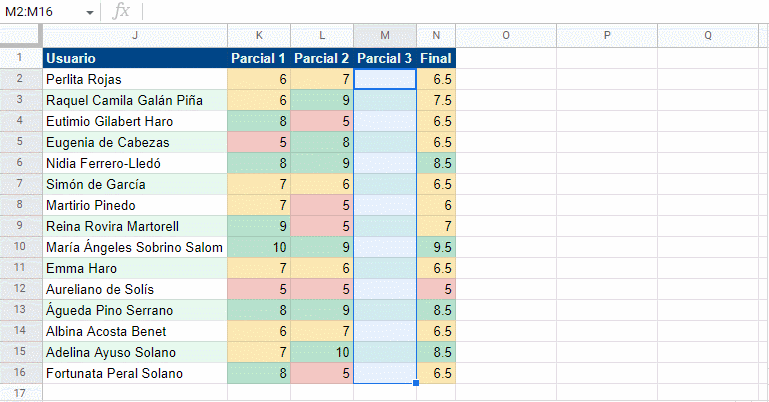 M2:M16 fx
J K L M N O P Q
1 Usuario Parcial 1 Parcial 2 Parcial 3 Final
2 Perlita Rojas 6 7 6.5
3 Raquel Camila Galán Piña 6 9 7.5
4 Eutimio Gilabert Haro 8 5 6.5
5 Eugenia de Cabezas 5 8 6.5
6 Nidia Ferrero-Lledó 8 9 8.5
7 Simón de García 7 6 6.5
8 Martirio Pinedo 7 5 6
9 Reina Rovira Martorell 9 5 7
10 María Ángeles Sobrino Salom 10 9 9.5
11 Emma Haro 7 6 6.5
12 Aureliano de Solís 5 5 5
13 Águeda Pino Serrano 8 9 8.5
14 Albina Acosta Benet 6 7 6.5
15 Adelina Ayuso Solano 7 10 8.5
16 Fortunata Peral Solano 8 5 6.5
17